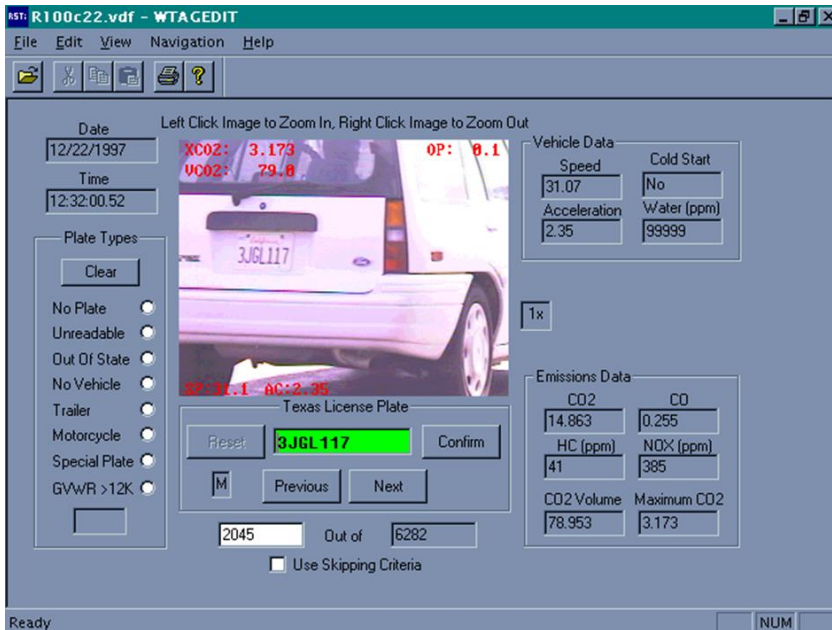 RST: R100c22.vdf - WTAGEDIT
File Edit View Navigation Help
Left Click Image to Zoom In, Right Click Image to Zoom Out
Date
12/22/1997
Time
12:32:00.52
Plate Types
Clear
No Plate
Unreadable
Out Of State
No Vehicle
Trailer
Motorcycle
Special Plate
GVWR >12K
XCO2: 3.173 OP: 0.1
VCO2: 79.0
California
3JGL117
Ford
SP:31.1 AC:2.35
Texas License Plate
Reset 3JGL117 Confirm
M Previous Next
2045 Out of 6282
Use Skipping Criteria
Vehicle Data
Speed Cold Start
31.07 No
Acceleration Water (ppm)
2.35 99999
1x
Emissions Data
CO2 CO
14.863 0.255
HC (ppm) NOX (ppm)
41 385
CO2 Volume Maximum CO2
78.953 3.173
Ready NUM